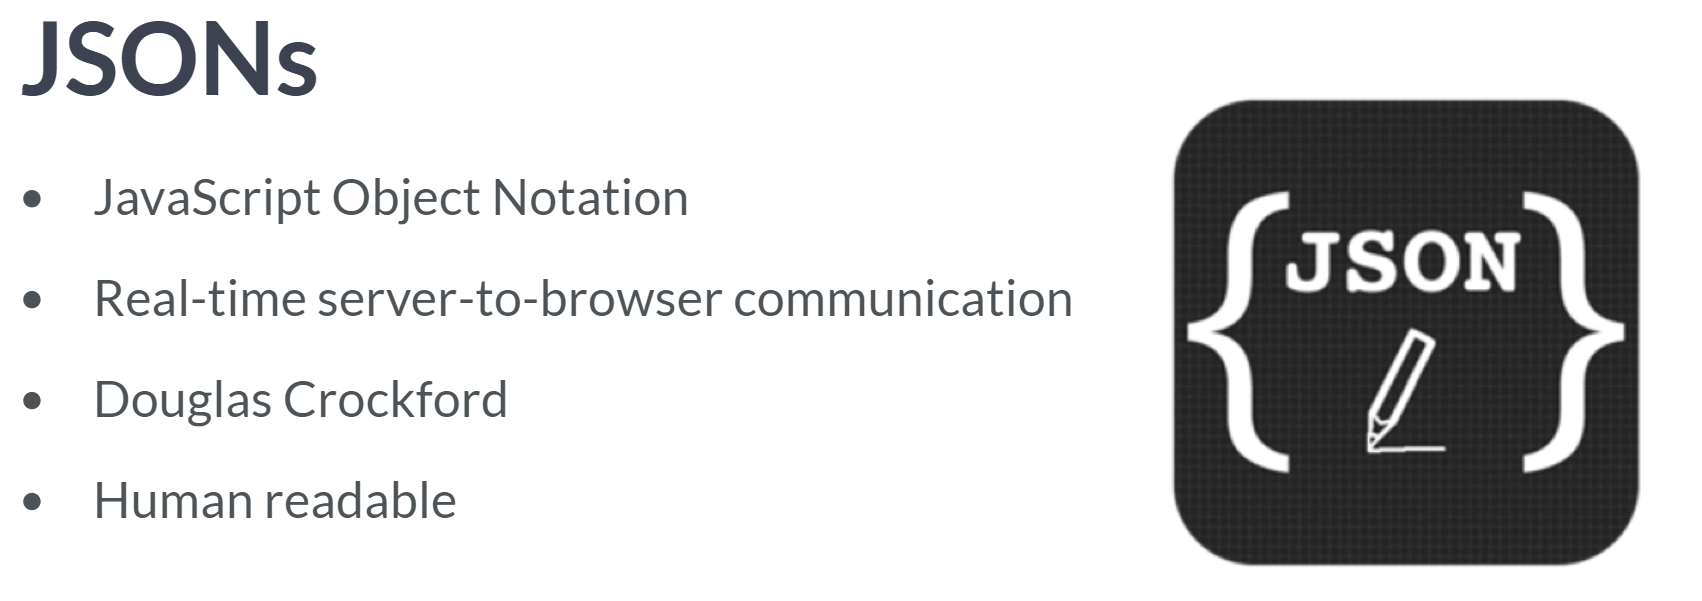 JSONs
• JavaScript Object Notation
• Real-time server-to-browser communication
• Douglas Crockford
• Human readable
{JSON}